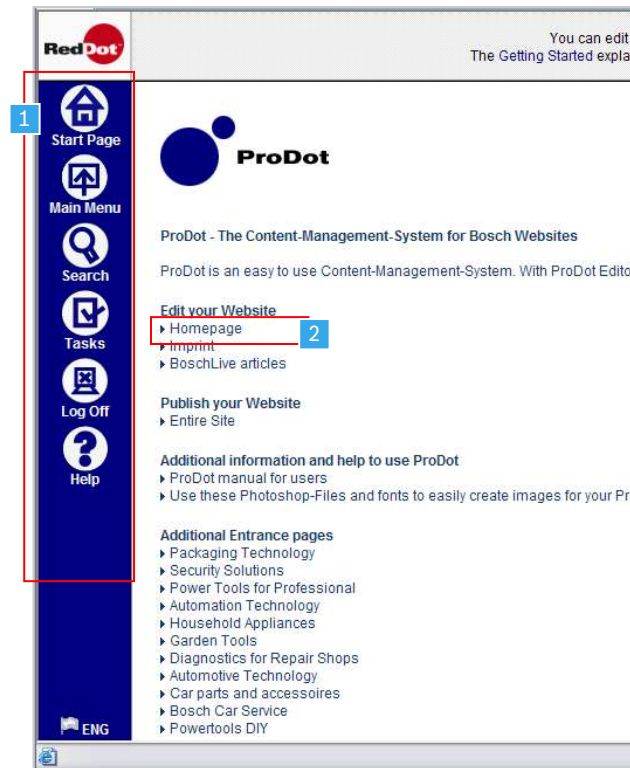 RedDot
You can edit
The Getting Started expla
1
Start Page
Main Menu
Search
Tasks
Log Off
Help
ENG
ProDot
ProDot - The Content-Management-System for Bosch Websites
ProDot is an easy to use Content-Management-System. With ProDot Edito
Edit your Website
Homepage
2
Imprint
BoschLive articles
Publish your Website
Entire Site
Additional information and help to use ProDot
ProDot manual for users
Use these Photoshop-Files and fonts to easily create images for your Pr
Additional Entrance pages
Packaging Technology
Security Solutions
Power Tools for Professional
Automation Technology
Household Appliances
Garden Tools
Diagnostics for Repair Shops
Automotive Technology
Car parts and accessoires
Bosch Car Service
Powertools DIY